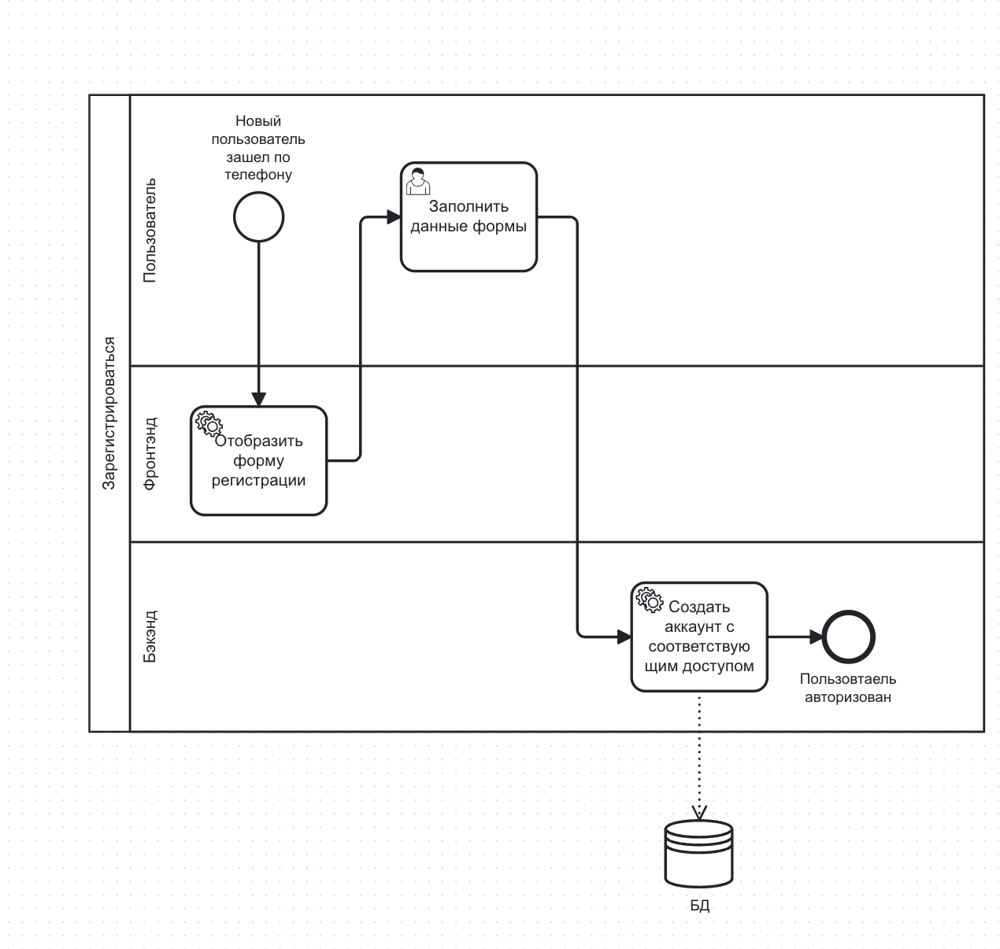 Новый
пользователь
зашел по
телефону
Заполнить
данные формы
Пользователь
Зарегистрироваться
Фронтэнд
Отобразить
форму
регистрации
Бэкэнд
Создать
аккаунт с
соответствую
щим доступом
Пользовтаель
авторизован
БД